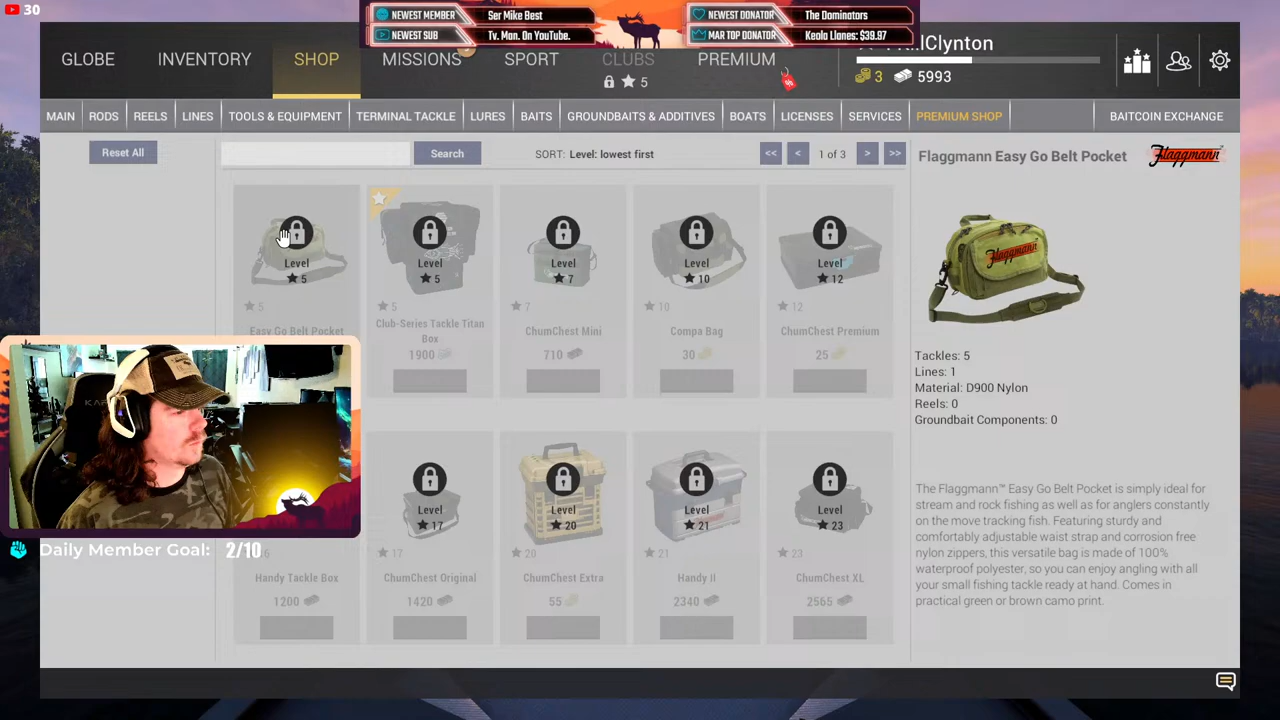 30
NEWEST MEMBER Ser Mike Best
NEWEST SUB Tv. Man. On YouTube.
NEWEST DONATOR The Dominators
MAR TOP DONATOR Keola Llanes: $39.97
GLOBE INVENTORY SHOP MISSIONS SPORT CLUBS PREMIUM
5
3 5993
MAIN RODS REELS LINES TOOLS & EQUIPMENT TERMINAL TACKLE LURES BAITS GROUNDBAITS & ADDITIVES BOATS LICENSES SERVICES PREMIUM SHOP BAITCOIN EXCHANGE
Reset All
Search
SORT: Level: lowest first
<< < 1 of 3 > >>
Level Level Level Level Level
5 5 7 10 12
5 5 7 10 12
Easy Go Belt Pocket
Club-Series Tackle Titan Box
ChumChest Mini
Compa Bag
ChumChest Premium
1900 710 30 25
Level Level Level Level
17 20 21 23
17 20 21 23
Handy Tackle Box
ChumChest Original
ChumChest Extra
Handy II
ChumChest XL
1200 1420 55 2340 2565
Daily Member Goal: 2/10
Flaggmann Easy Go Belt Pocket
Flaggmann
Flaggmann
Tackles: 5
Lines: 1
Material: D900 Nylon
Reels: 0
Groundbait Components: 0
The Flaggmann™ Easy Go Belt Pocket is simply ideal for
stream and rock fishing as well as for anglers constantly
on the move tracking fish. Featuring sturdy and
comfortably adjustable waist strap and corrosion free
nylon zippers, this versatile bag is made of 100%
waterproof polyester, so you can enjoy angling with all
your small fishing tackle ready at hand. Comes in
practical green or brown camo print.